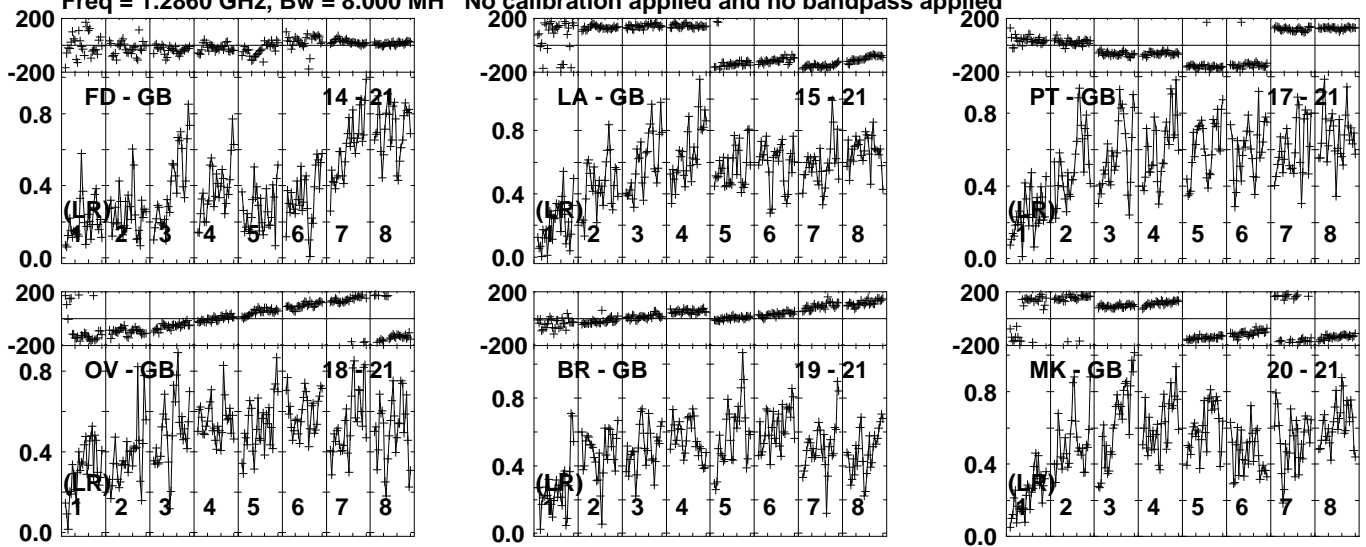 Freq = 1.2860 GHz, Bw = 8.000 MH No calibration applied and no bandpass applied
200 200 200
-200 -200 -200
FD - GB 14 - 21 LA - GB 15 - 21 PT - GB 17 - 21
0.8 0.8 0.8
0.4 0.4 0.4
(LR) (LR) (LR)
1 2 3 4 5 6 7 8 1 2 3 4 5 6 7 8 1 2 3 4 5 6 7 8
0.0 0.0 0.0
200 200 200
-200 -200 -200
OV - GB 18 - 21 BR - GB 19 - 21 MK - GB 20 - 21
0.8 0.8 0.8
0.4 0.4 0.4
(LR) (LR) (LR)
1 2 3 4 5 6 7 8 1 2 3 4 5 6 7 8 1 2 3 4 5 6 7 8
0.0 0.0 0.0